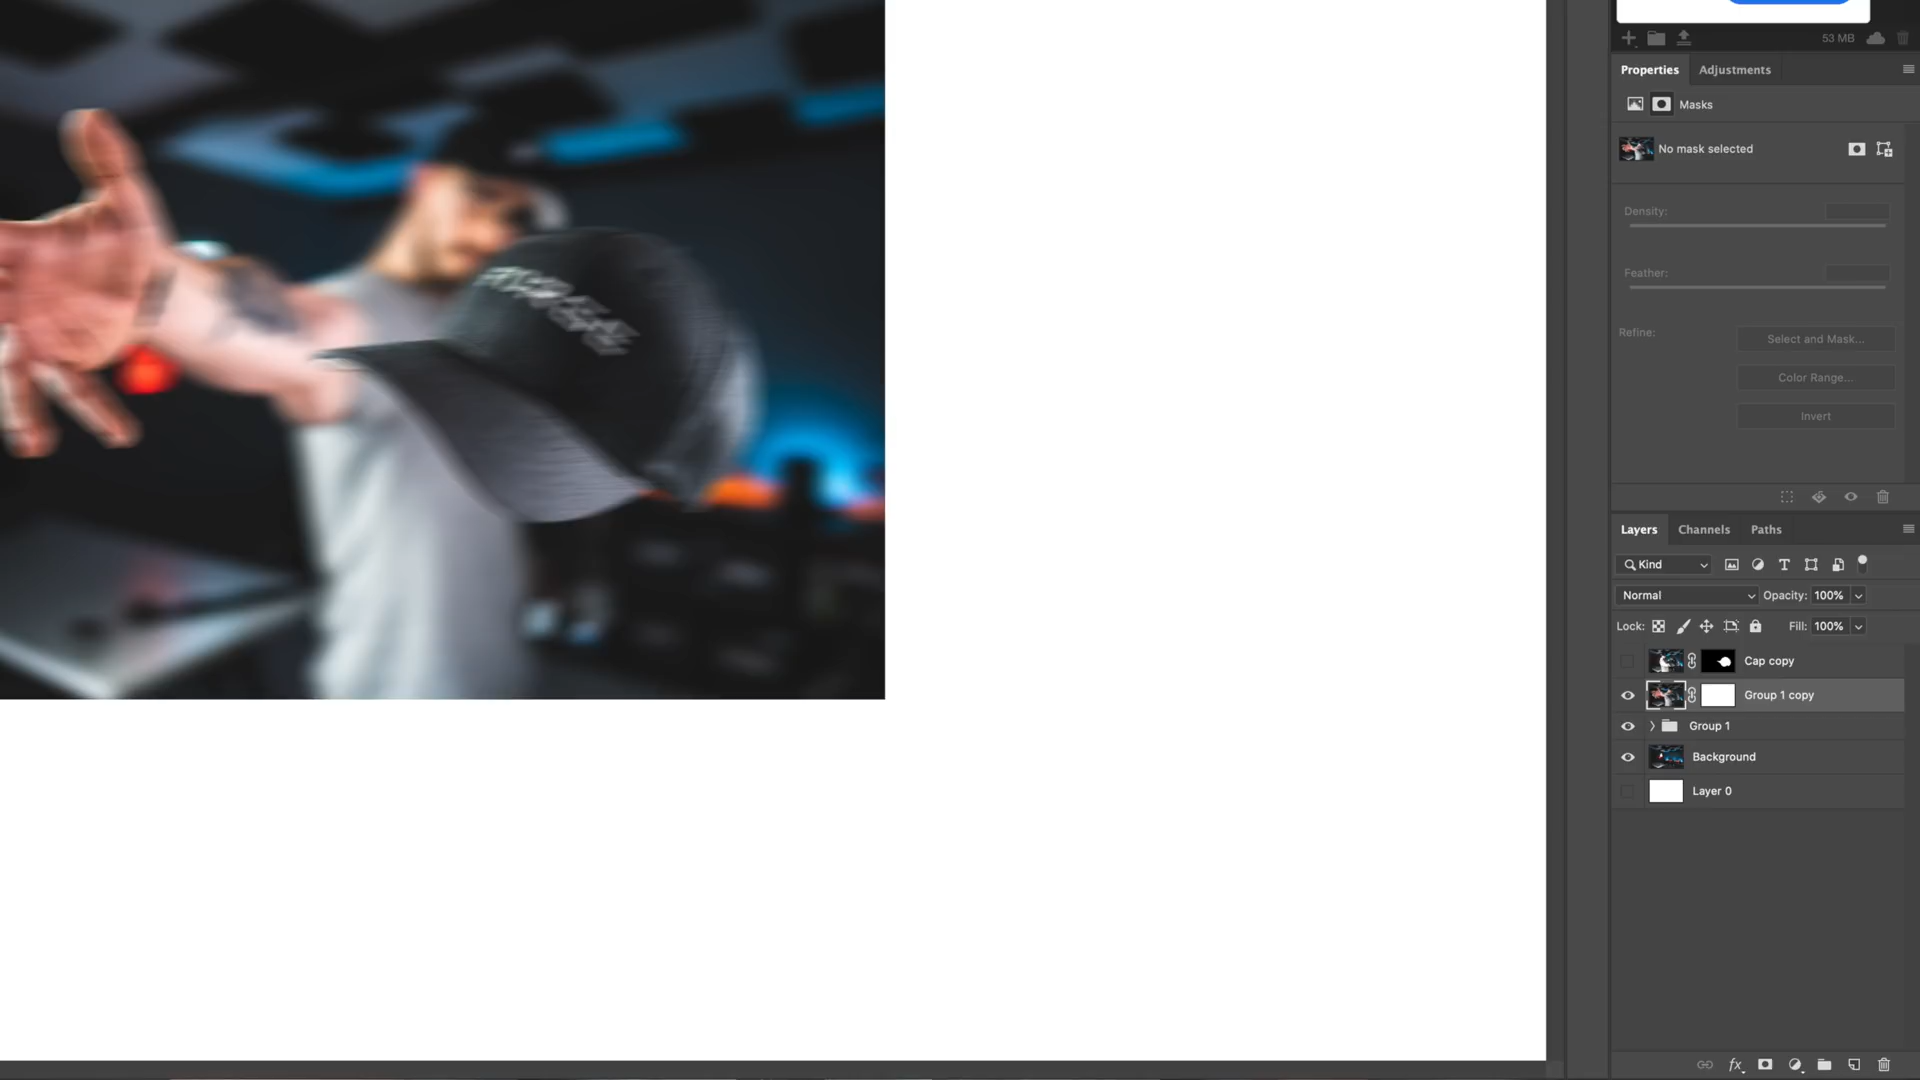 53 MB
Properties
Adjustments
Masks
No mask selected
Density:
Feather:
Refine:
Select and Mask...
Color Range...
Invert
Layers
Channels
Paths
Kind
Normal
Opacity: 100%
Lock:
Fill: 100%
Cap copy
Group 1 copy
Group 1
Background
Layer 0